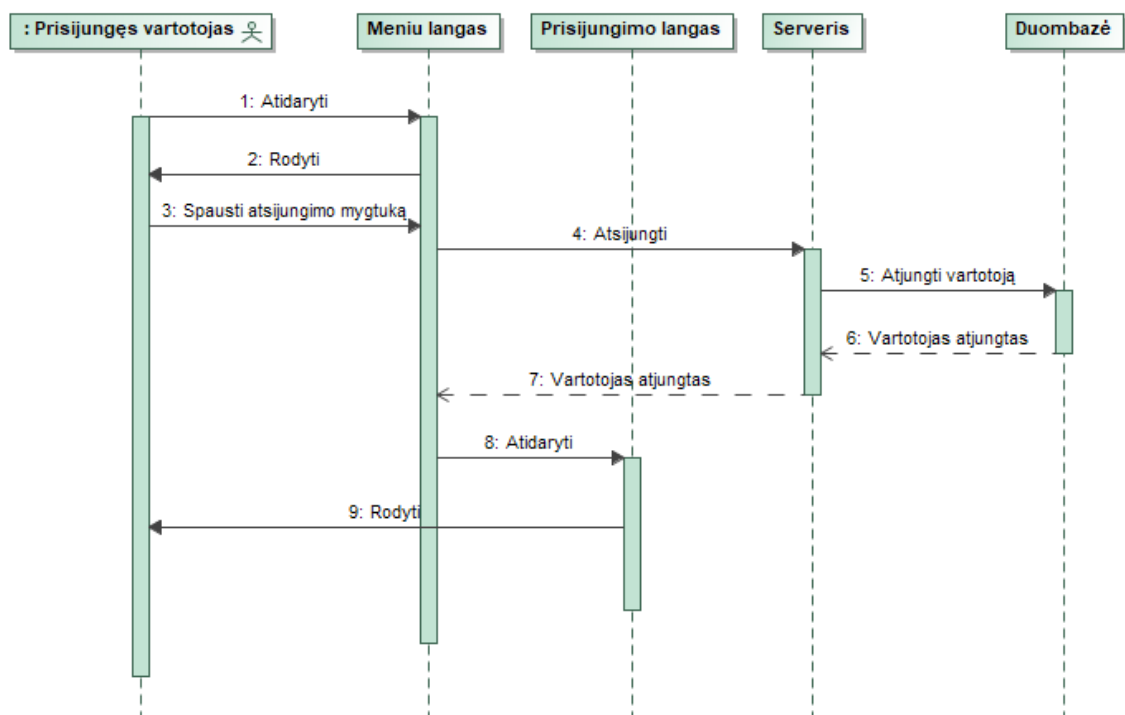 : Prisijungęs vartotojas
Meniu langas
Prisijungimo langas
Serveris
Duombazė
1: Atidaryti
2: Rodyti
3: Spausti atsijungimo mygtuką
4: Atsijungti
5: Atjungti vartotoją
6: Vartotojas atjungtas
7: Vartotojas atjungtas
8: Atidaryti
9: Rodyti